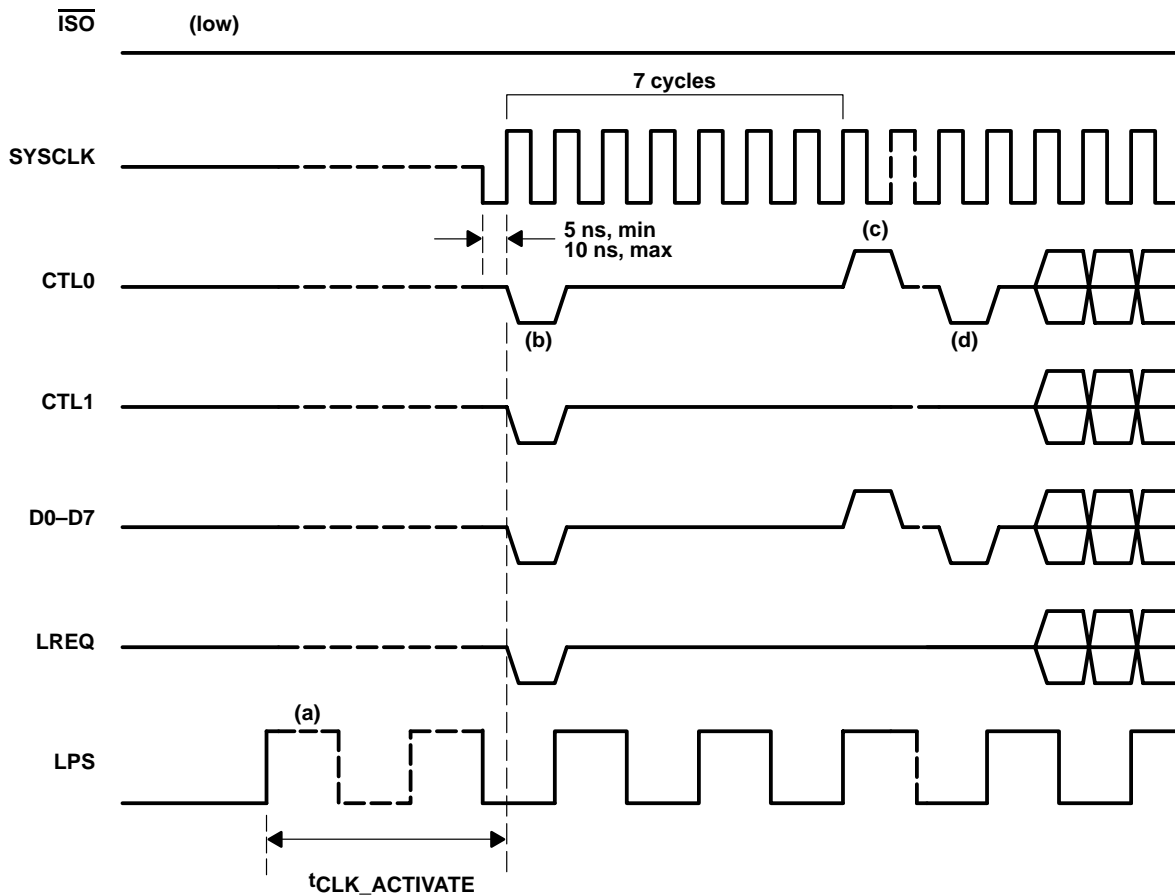 ISO
(low)
7 cycles
SYSCLK
5 ns, min
10 ns, max
(c)
CTL0
(b)
(d)
CTL1
D0–D7
LREQ
(a)
LPS
tCLK_ACTIVATE